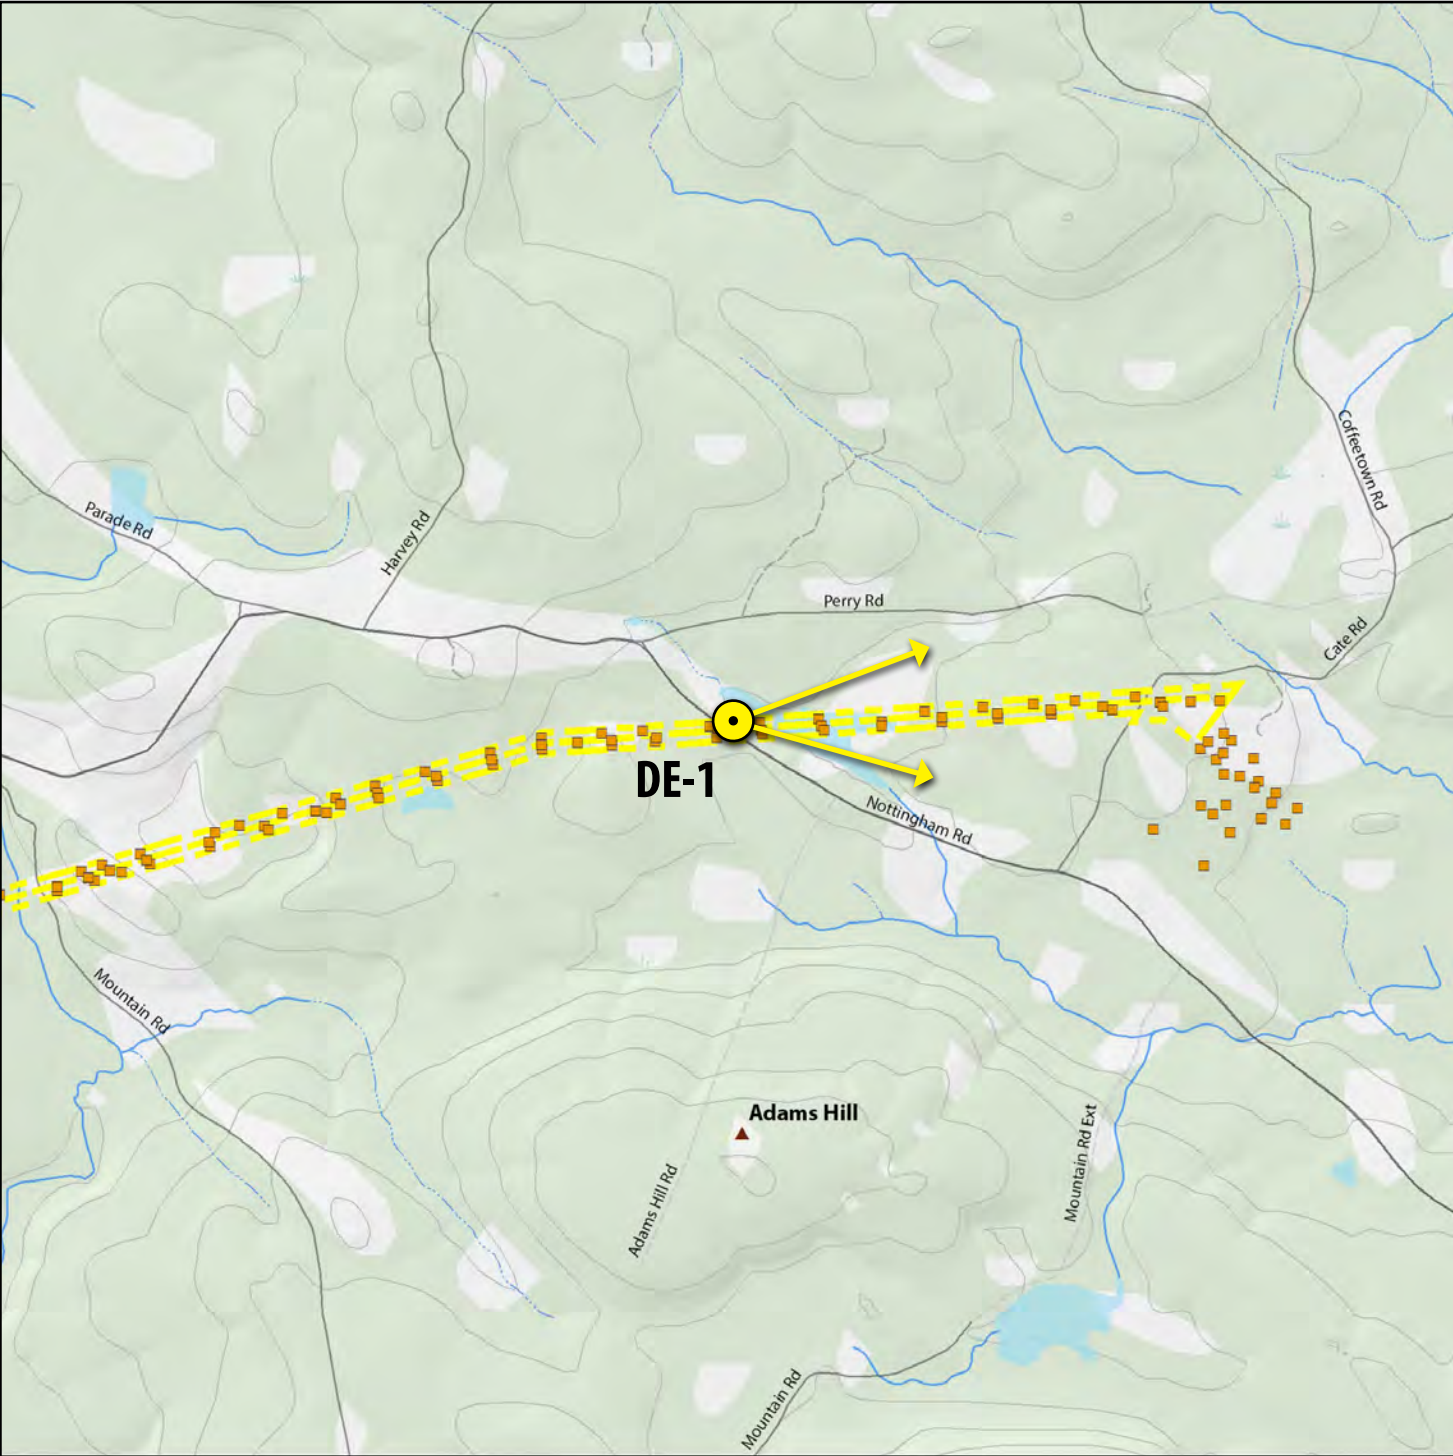 Coffeetown Rd
Parade Rd
Harvey Rd
Perry Rd
Cate Rd
DE-1
Nottingham Rd
Mountain Rd
Adams Hill
Mountain Rd Ext
Adams Hill Rd
Mountain Rd